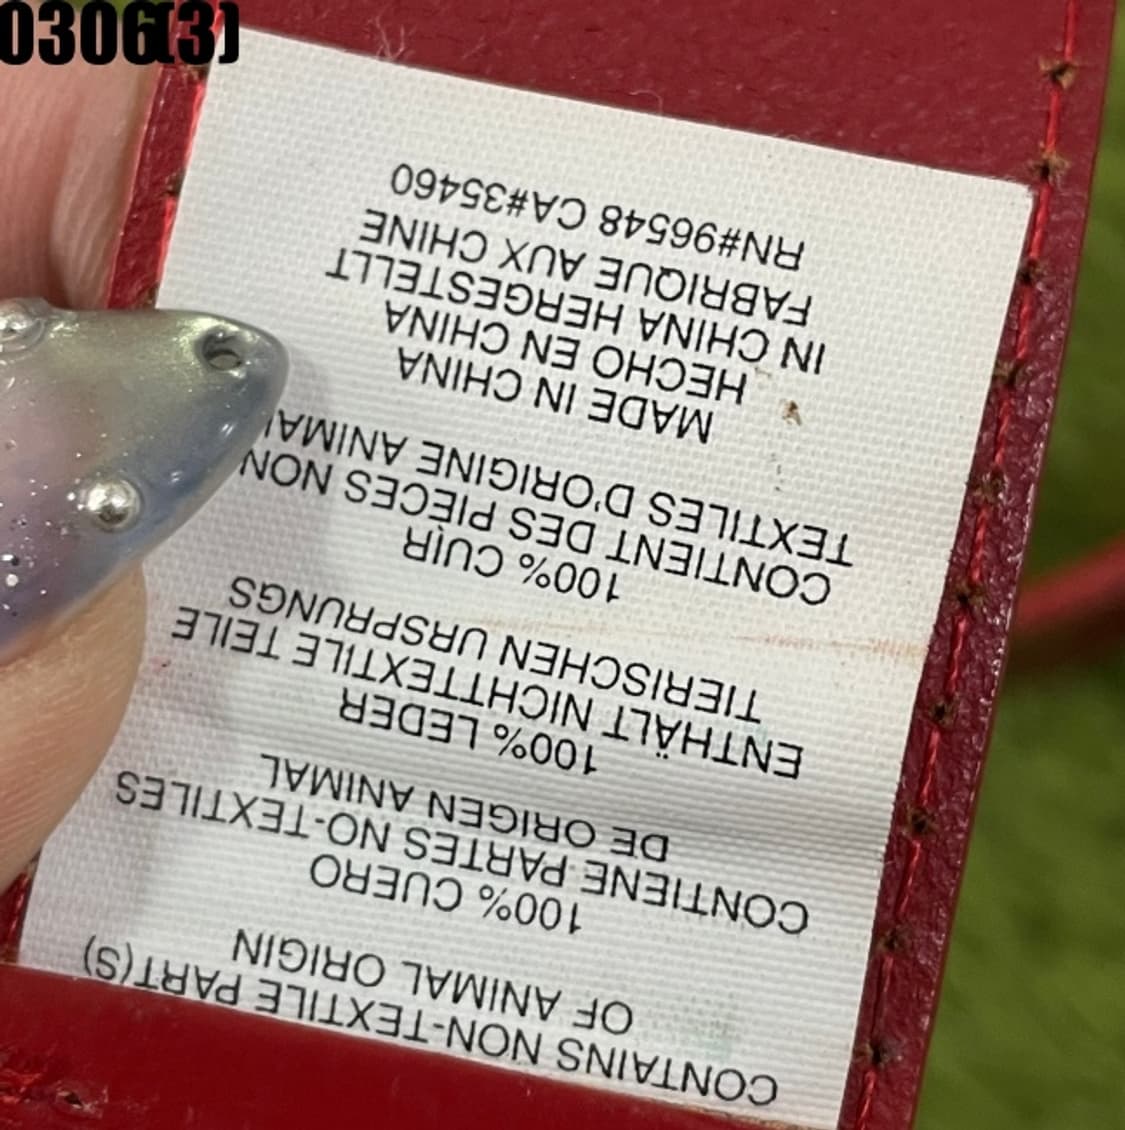 0306(3)
CONTAINS NON-TEXTILE PART(S)
OF ANIMAL ORIGIN
100% CUERO
CONTIENE PARTES NO-TEXTILES
DE ORIGEN ANIMAL
100% LEDER
ENTHÄLT NICHTTEXTILE TEILE
TIERISCHEN URSPRUNGS
100% CUIR
CONTIENT DES PIECES NON
TEXTILES D'ORIGINE ANIMAL
MADE IN CHINA
HECHO EN CHINA
IN CHINA HERGESTELLT
FABRIQUE AUX CHINE
RN#96548 CA#35460